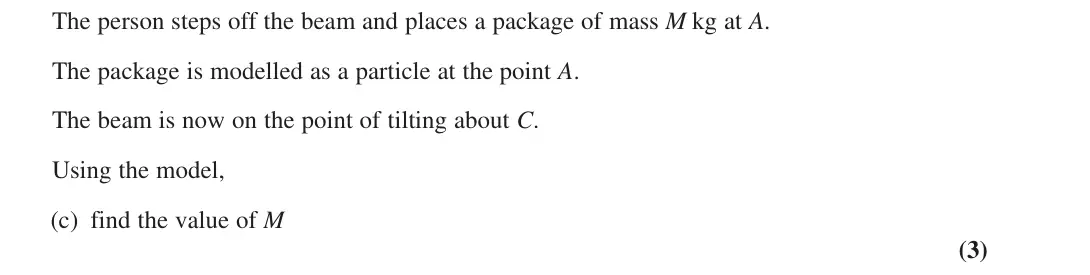 The person steps off the beam and places a package of mass M kg at A.
The package is modelled as a particle at the point A.
The beam is now on the point of tilting about C.
Using the model,
(c) find the value of M
(3)